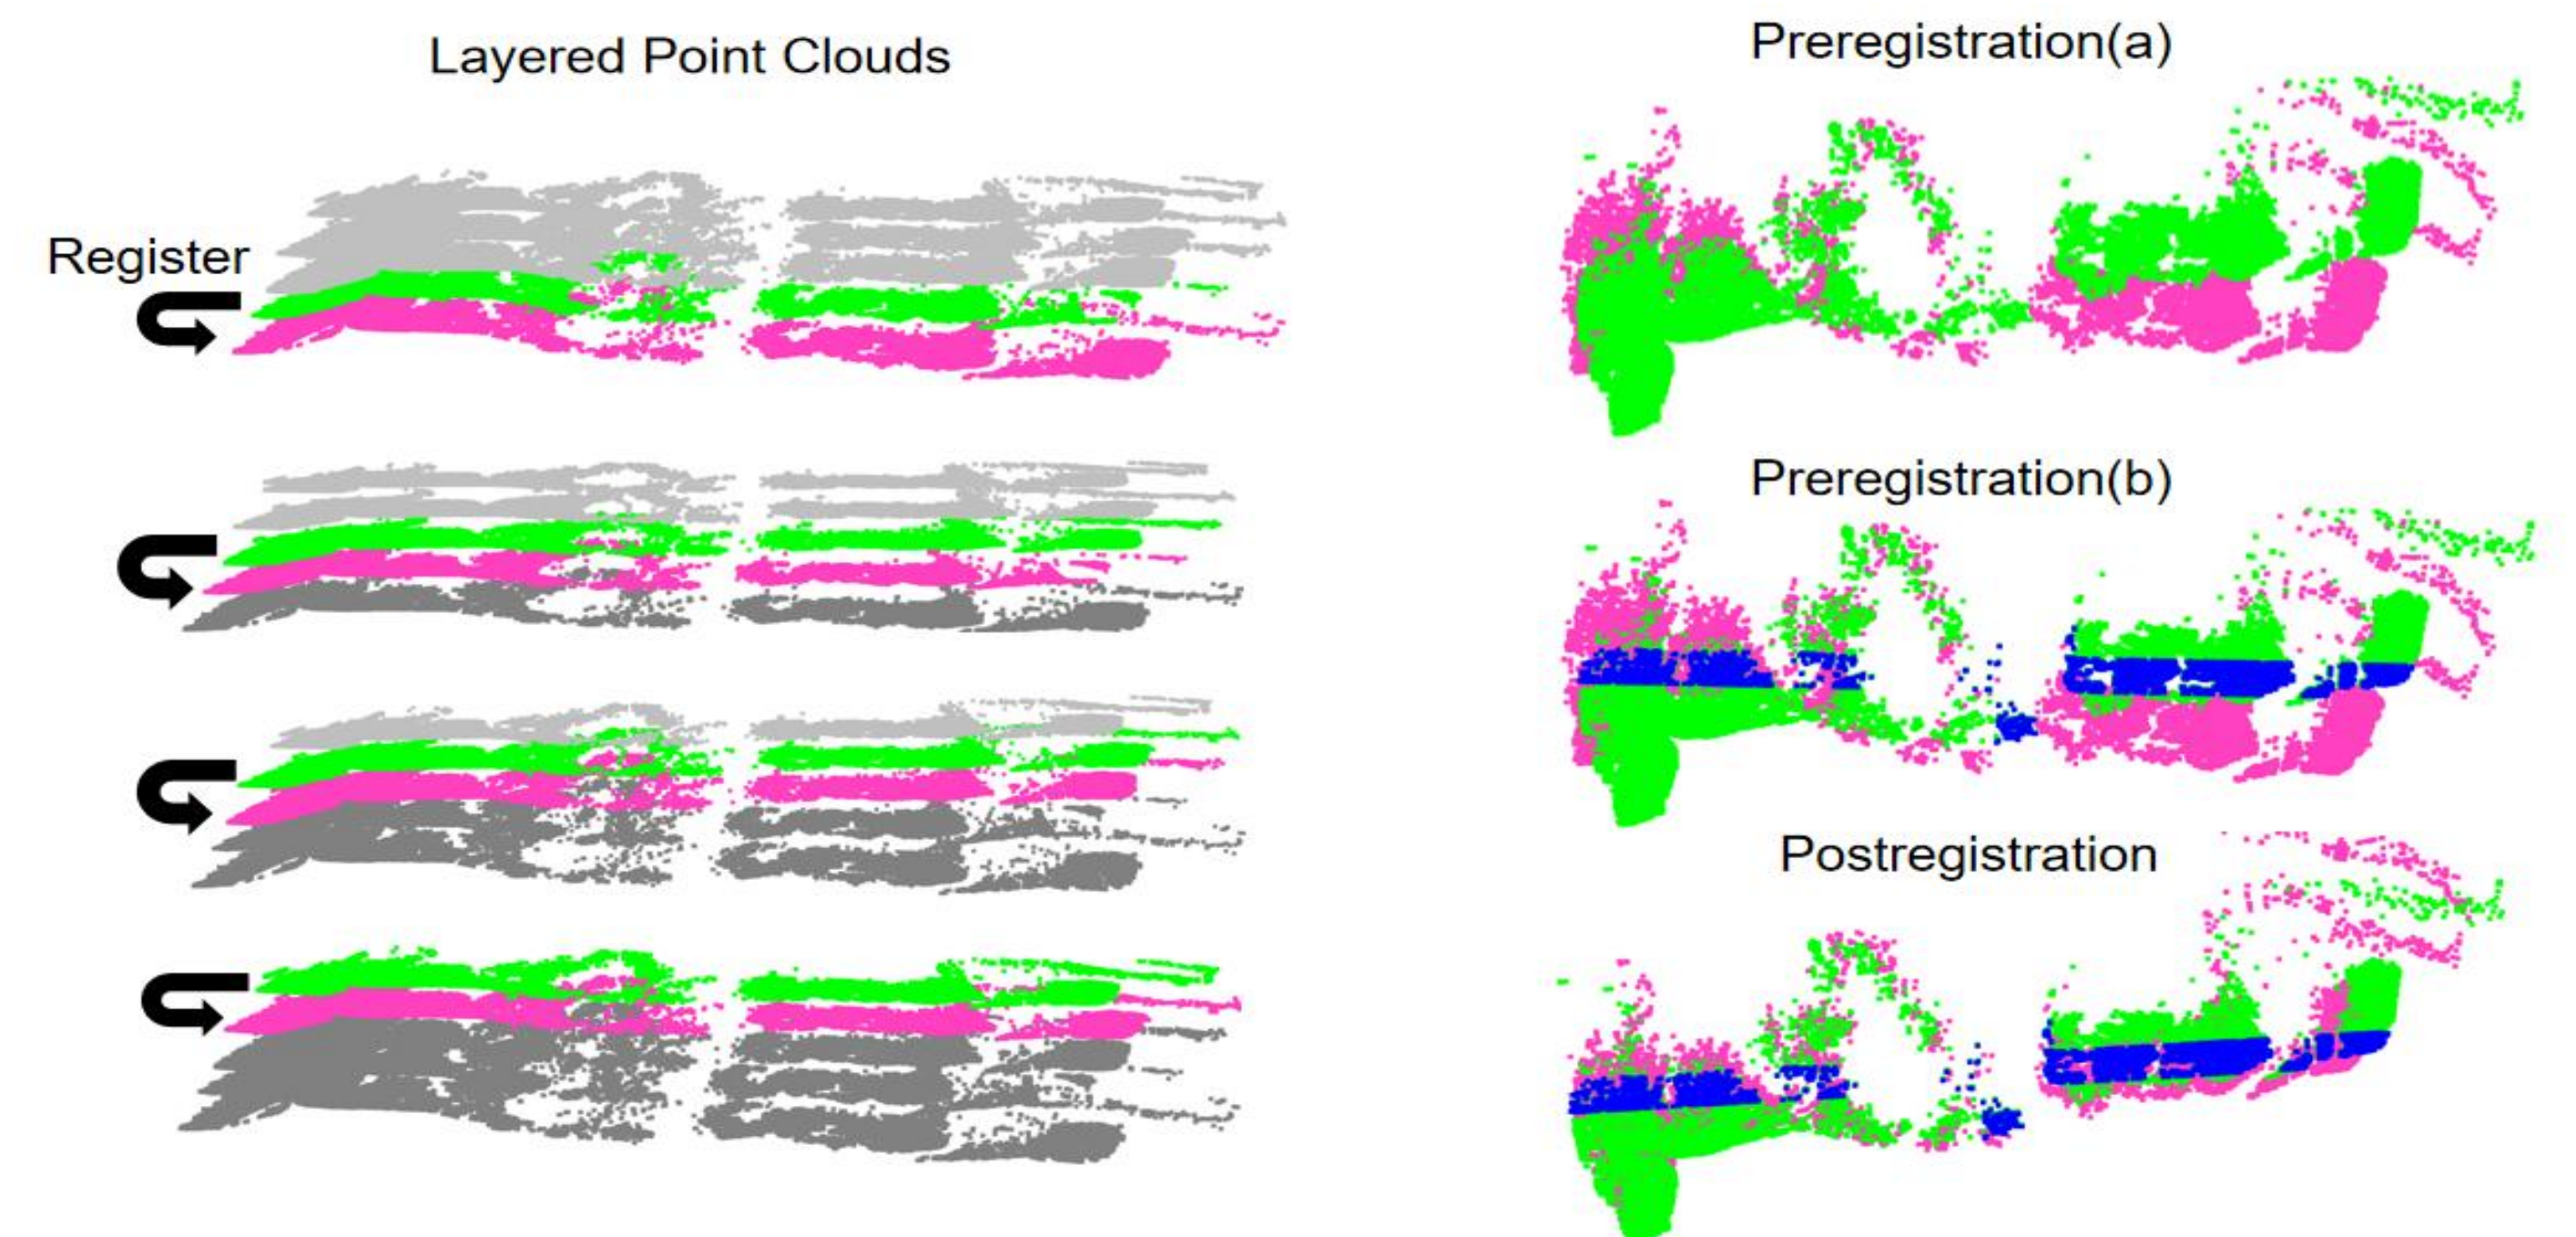 Layered Point Clouds
Register
Preregistration(a)
Preregistration(b)
Postregistration